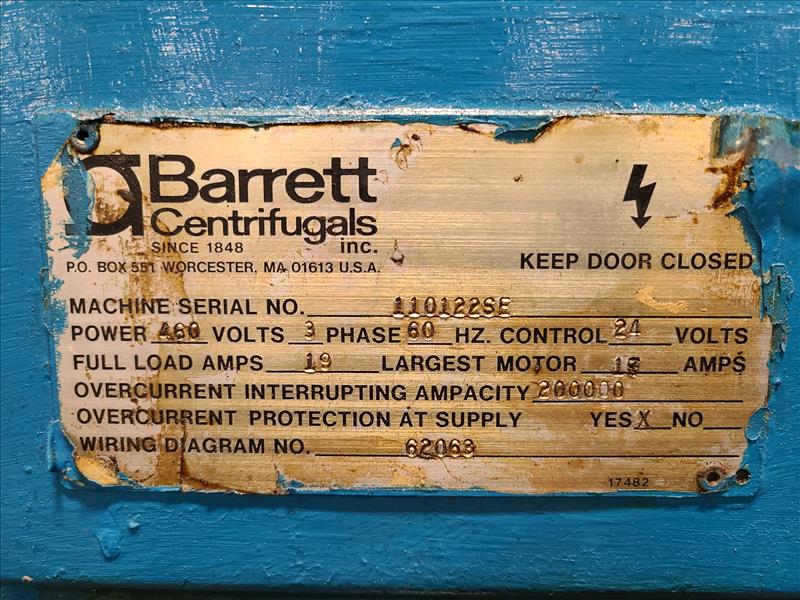 Barrett
Centrifugals
SINCE 1848 inc.
P.O. BOX 551 WORCESTER, MA 01613 U.S.A.
KEEP DOOR CLOSED
MACHINE SERIAL NO. 110122SE
POWER 460 VOLTS 3 PHASE 60 HZ. CONTROL 24 VOLTS
FULL LOAD AMPS 19 LARGEST MOTOR AMPS
OVERCURRENT INTERRUPTING AMPACITY 200000
OVERCURRENT PROTECTION AT SUPPLY YES X NO
WIRING DIAGRAM NO. 62063
17482